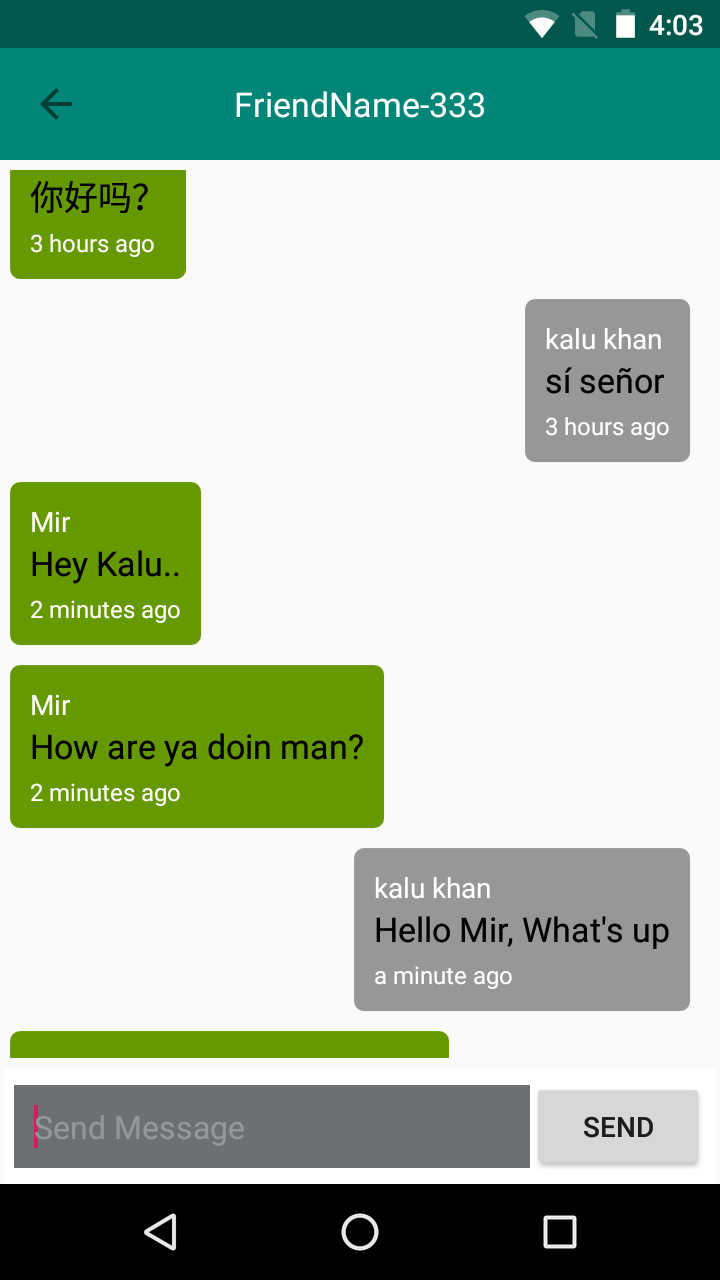 4:03
FriendName-333
你好吗?
3 hours ago
kalu khan
sí señor
3 hours ago
Mir
Hey Kalu..
2 minutes ago
Mir
How are ya doin man?
2 minutes ago
kalu khan
Hello Mir, What's up
a minute ago
Send Message
SEND